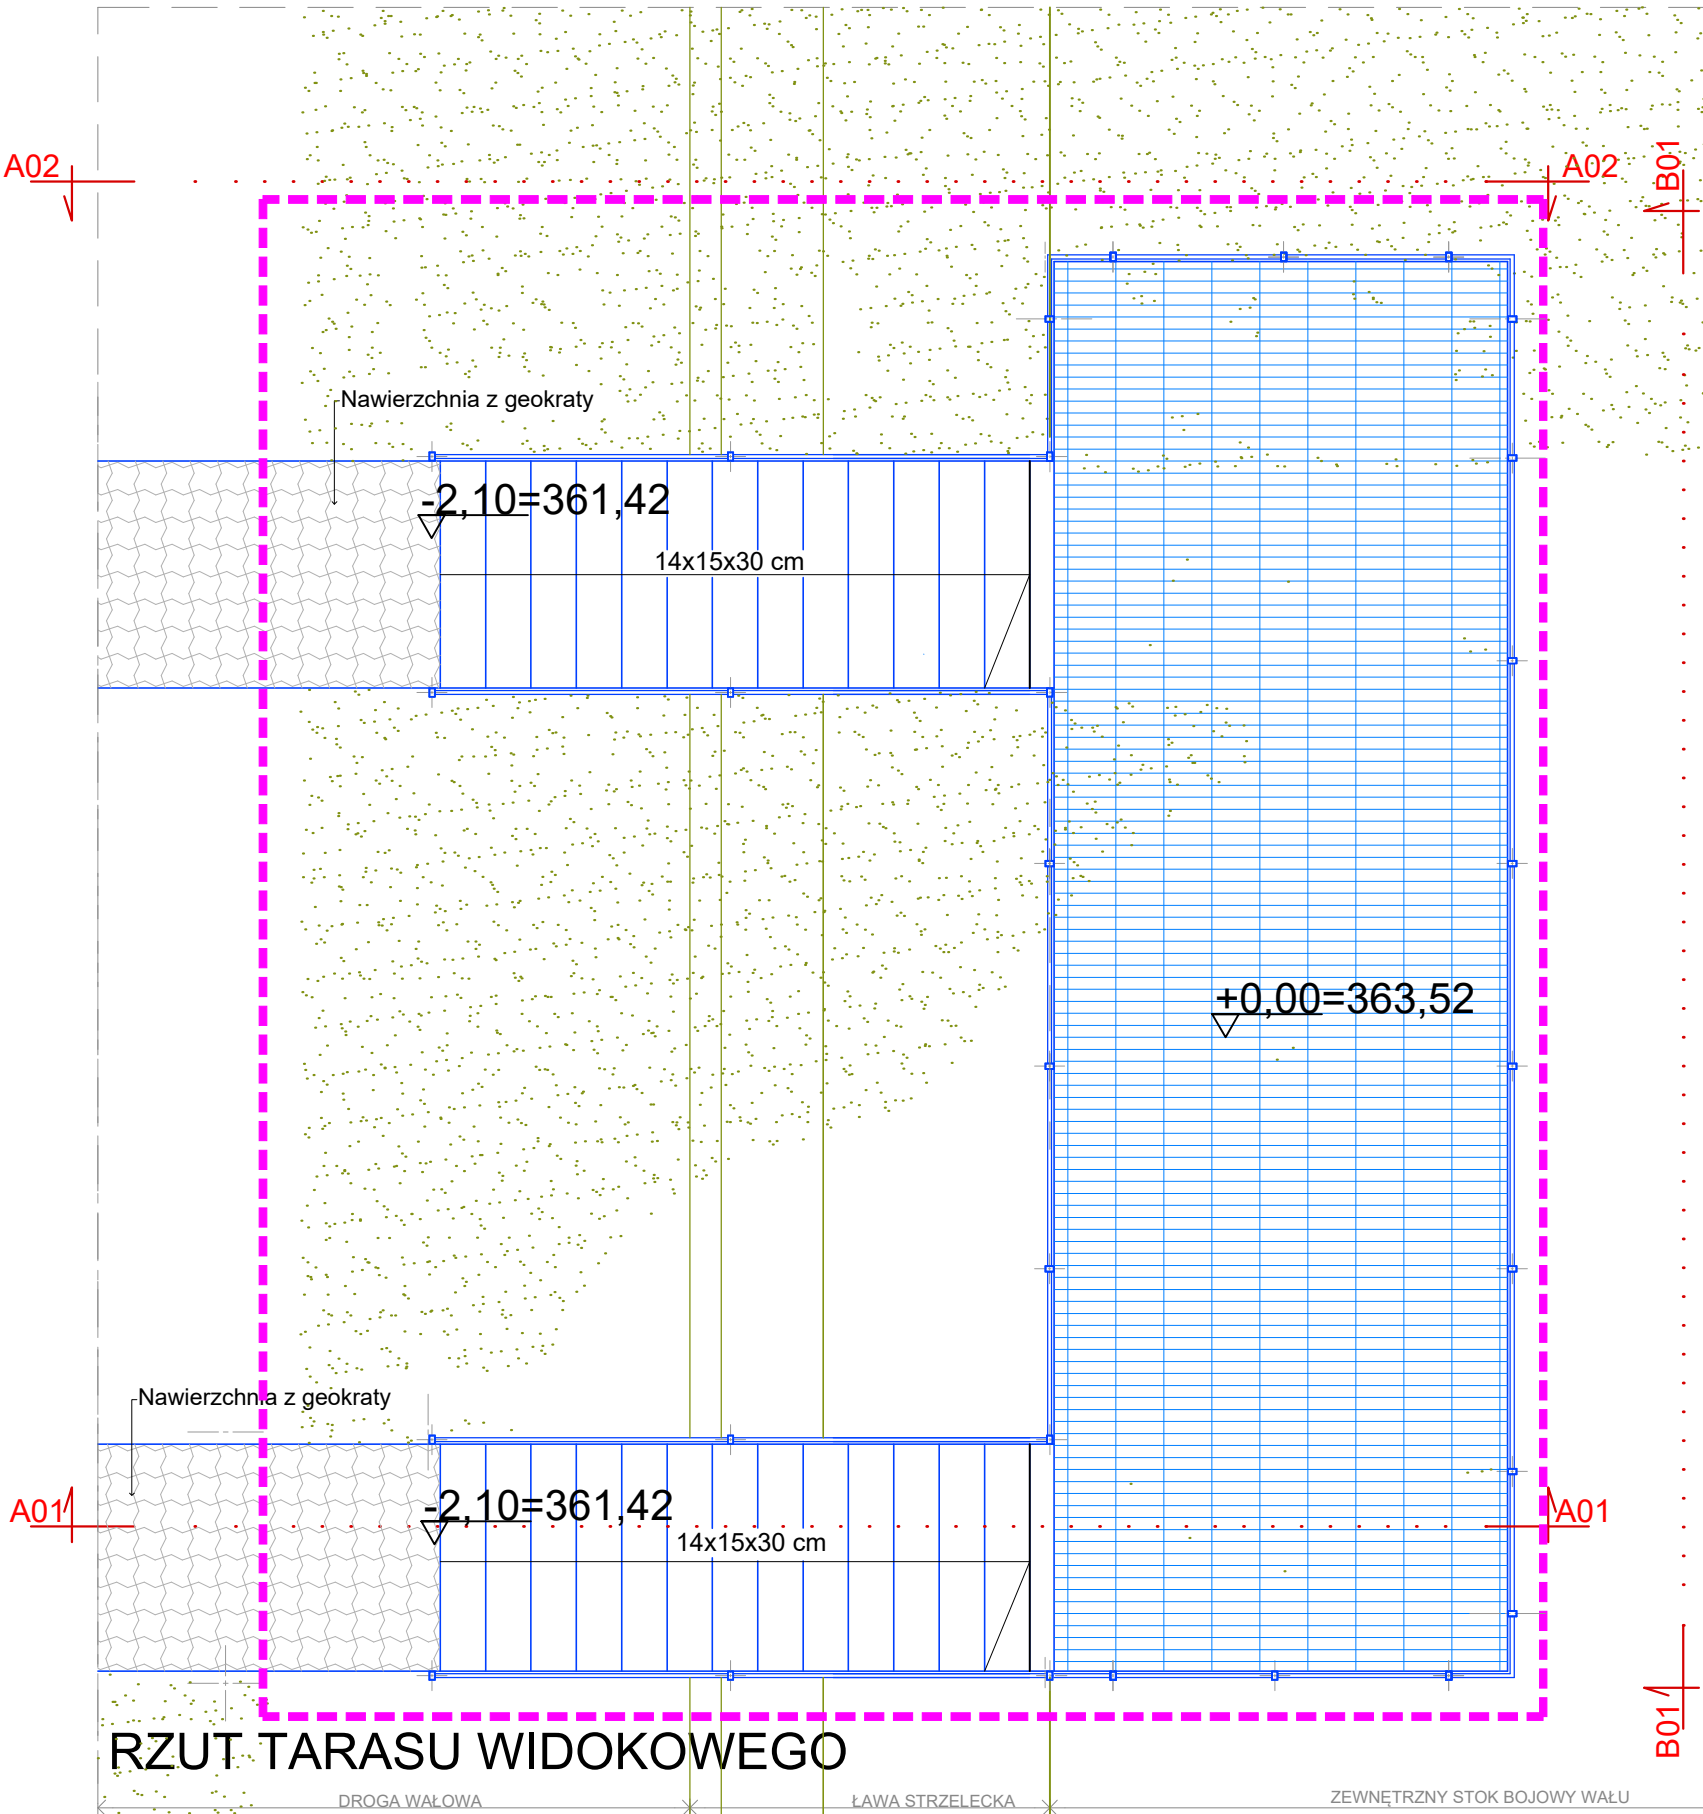 A02
A02
B01
Nawierzchnia z geokraty
-2,10=361,42
14x15x30 cm
+0,00=363,52
Nawierzchnia z geokraty
-2,10=361,42
A01
A01
14x15x30 cm
B01
RZUT TARASU WIDOKOWEGO
DROGA WAŁOWA
ŁAWA STRZELECKA
ZEWNĘTRZNY STOK BOJOWY WAŁU